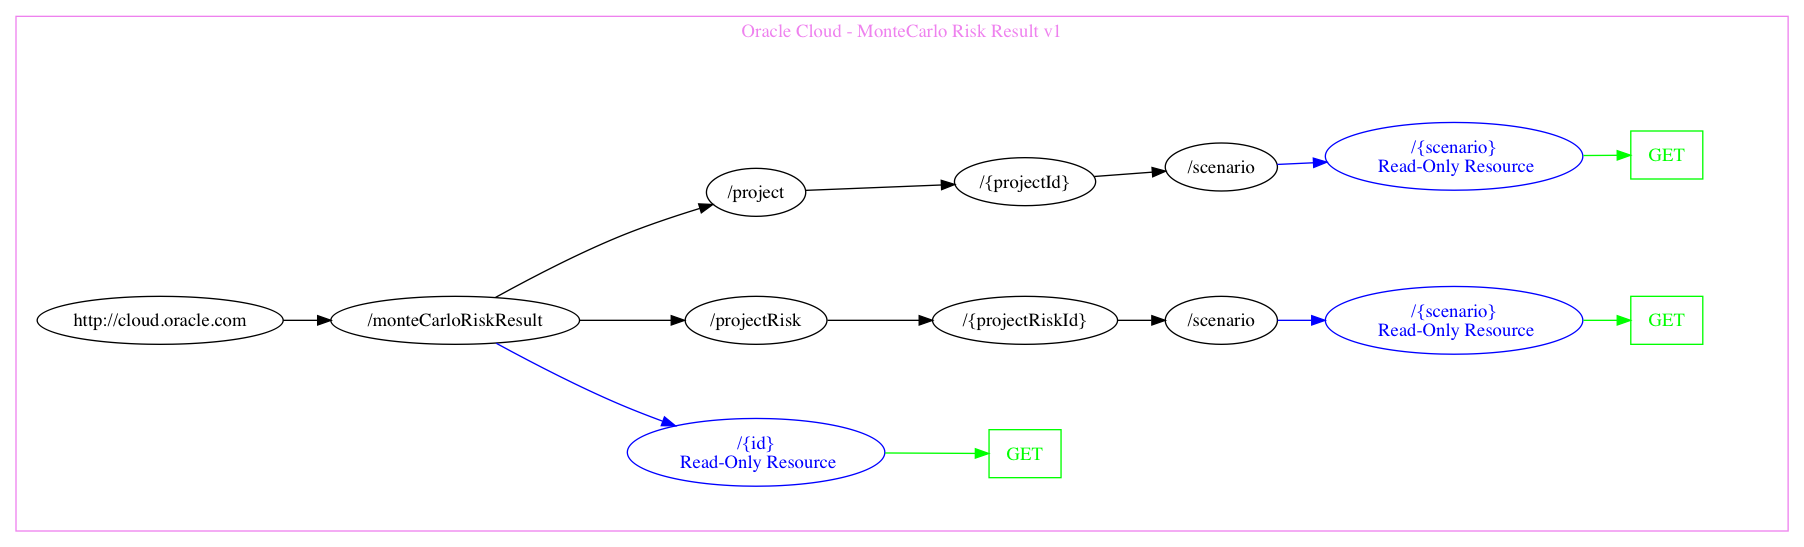 Oracle Cloud - MonteCarlo Risk Result v1
/{scenario}
Read-Only Resource
GET
/scenario
/{projectId}
/project
http://cloud.oracle.com
/monteCarloRiskResult
/projectRisk
/{projectRiskId}
/scenario
/{scenario}
Read-Only Resource
GET
/{id}
Read-Only Resource
GET